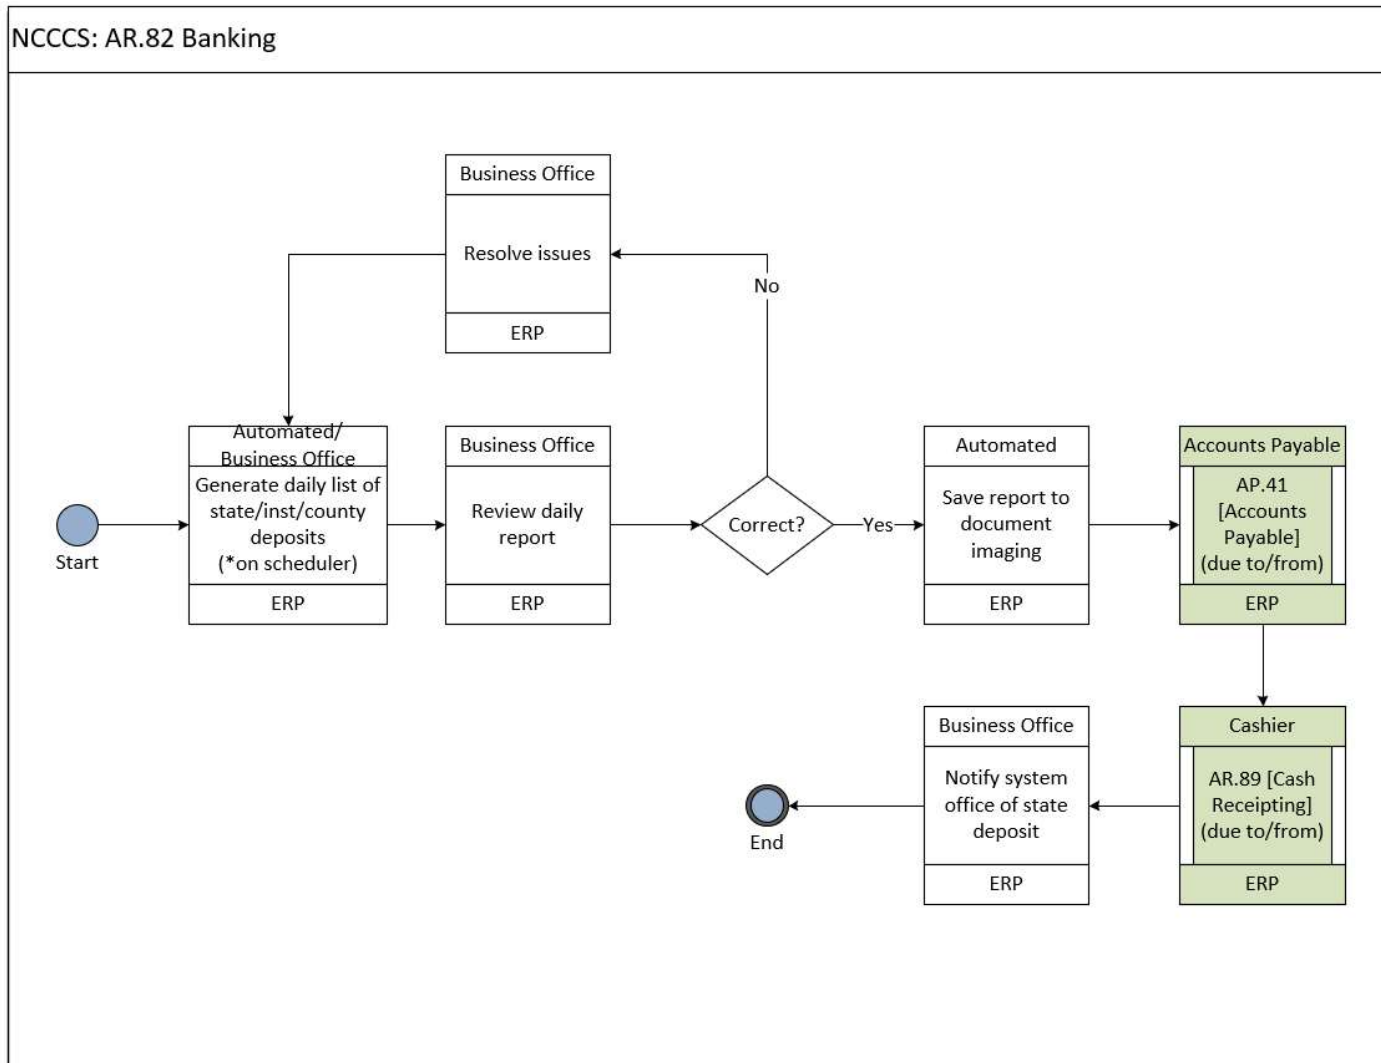 NCCCS: AR.82 Banking
Business Office
Resolve issues
ERP
No
Start
Automated/
Business Office
Generate daily list of
state/inst/county
deposits
(*on scheduler)
ERP
Business Office
Review daily
report
ERP
Correct?
Yes
Automated
Save report to
document
imaging
ERP
Accounts Payable
AP.41
[Accounts
Payable]
(due to/from)
ERP
Cashier
AR.89 [Cash
Receipting]
(due to/from)
ERP
Business Office
Notify system
office of state
deposit
ERP
End